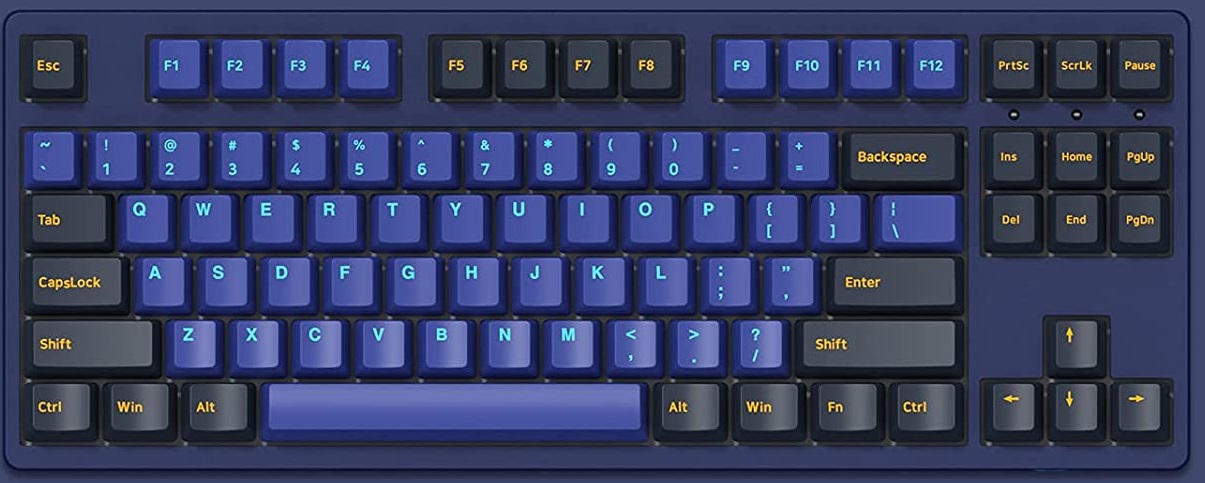 Esc F1 F2 F3 F4 F5 F6 F7 F8 F9 F10 F11 F12 PrtSc ScrLk Pause
~ ! @ # $ % ^ & * ( ) _ +
` 1 2 3 4 5 6 7 8 9 0 - = Backspace Ins Home PgUp
Tab Q W E R T Y U I O P { } ¦
[ ] \ Del End PgDn
CapsLock A S D F G H J K L : ” Enter
; ,
Shift Z X C V B N M < > ? Shift ↑
, . /
Ctrl Win Alt Alt Win Fn Ctrl ← ↓ →